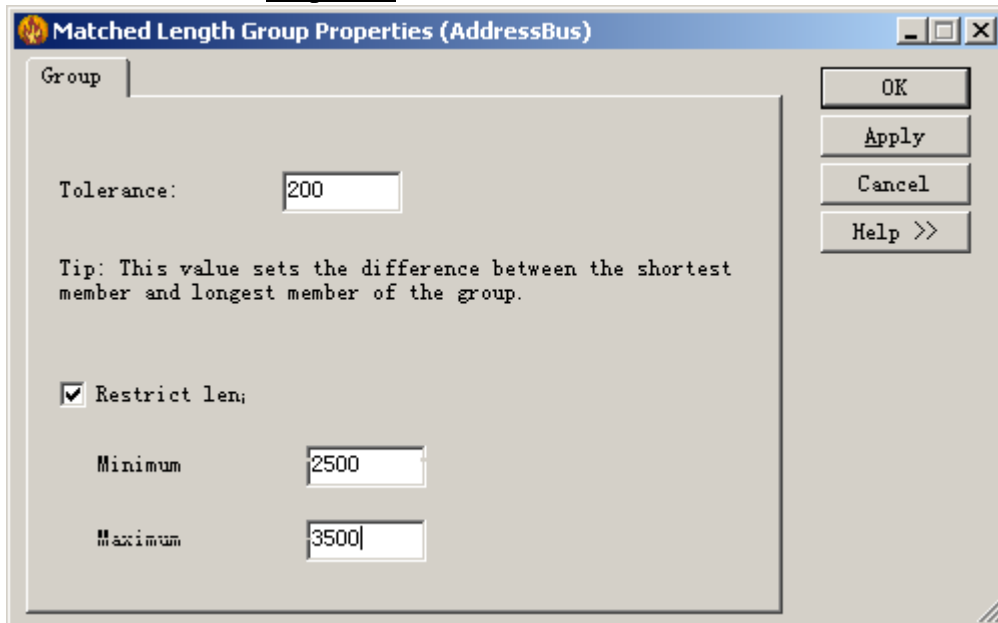 Matched Length Group Properties (AddressBus)
Group
OK
Apply
Cancel
Help >>
Tolerance:
200
Tip: This value sets the difference between the shortest
member and longest member of the group.
Restrict len
Minimum
2500
Maximum
3500